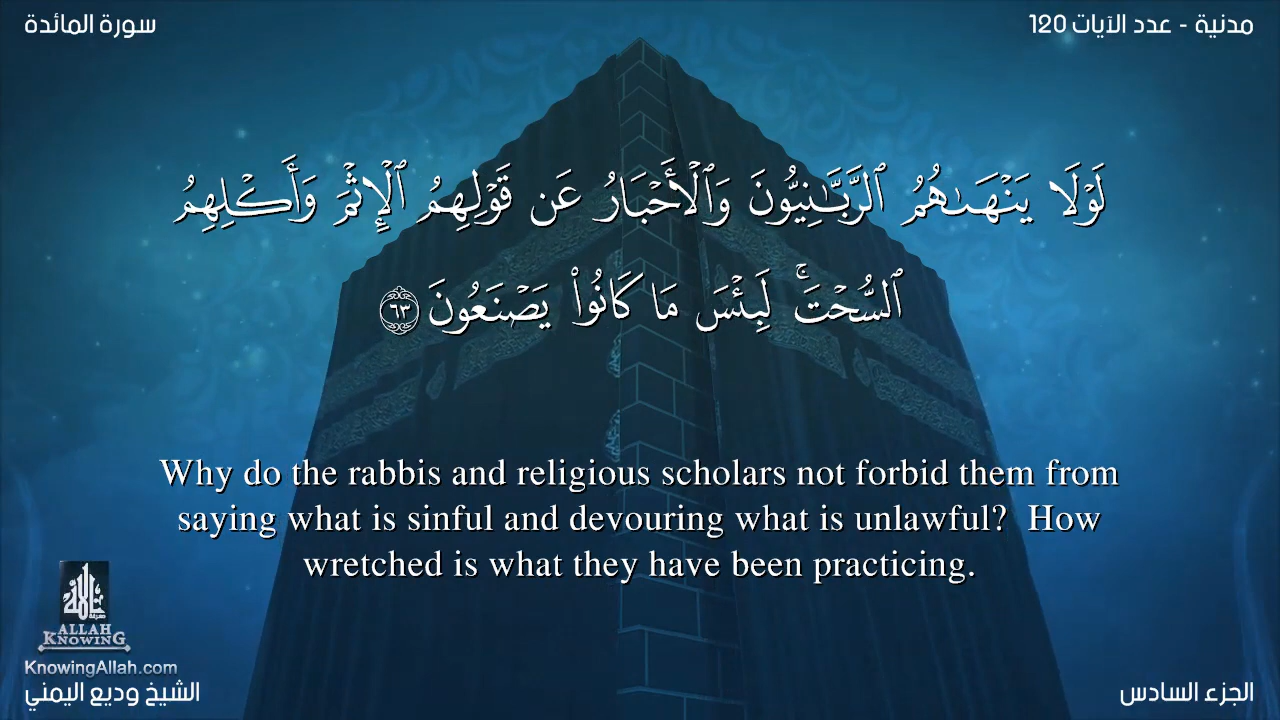 سورة المائدة
مدنية - عدد الآيات 120
لَوْلَا يَنْهَىٰهُمُ ٱلرَّبَّـٰنِيُّونَ وَٱلْأَحْبَارُ عَن قَوْلِهِمُ ٱلْإِثْمَ وَأَكْلِهِمُ
ٱلسُّحْتَ ۚ لَبِئْسَ مَا كَانُوا۟ يَصْنَعُونَ ٦٣
Why do the rabbis and religious scholars not forbid them from
saying what is sinful and devouring what is unlawful? How
wretched is what they have been practicing.
معرفة الله
ALLAH
KNOWING
KnowingAllah.com
الشيخ وديع اليمني
الجزء السادس